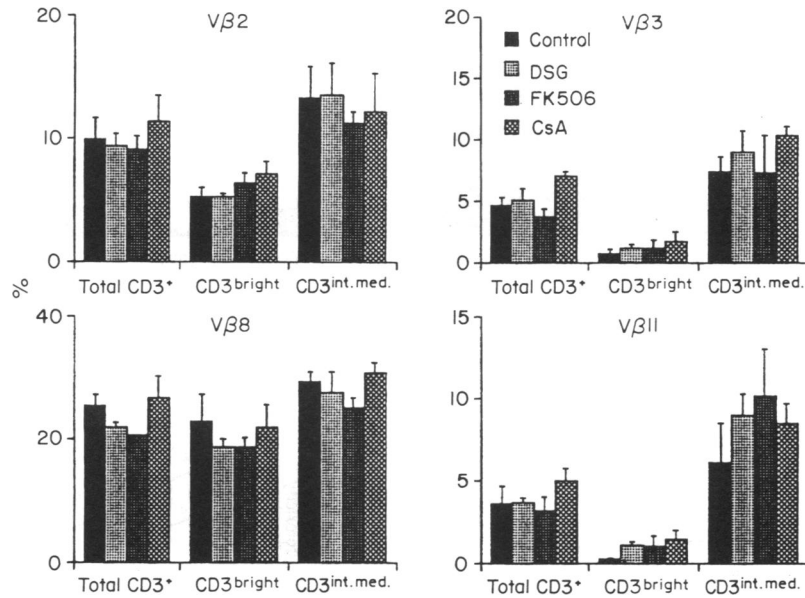 Vβ2
20
10
0
Total CD3⁺ CD3ᵇʳⁱᵍʰᵗ CD3ⁱⁿᵗ·ᵐᵉᵈ·
Vβ3
20
15
10
5
0
Control
DSG
FK506
CsA
Total CD3⁺ CD3ᵇʳⁱᵍʰᵗ CD3ⁱⁿᵗ·ᵐᵉᵈ·
%
Vβ8
40
20
0
Total CD3⁺ CD3ᵇʳⁱᵍʰᵗ CD3ⁱⁿᵗ·ᵐᵉᵈ·
Vβ11
15
10
5
0
Total CD3⁺ CD3ᵇʳⁱᵍʰᵗ CD3ⁱⁿᵗ·ᵐᵉᵈ·